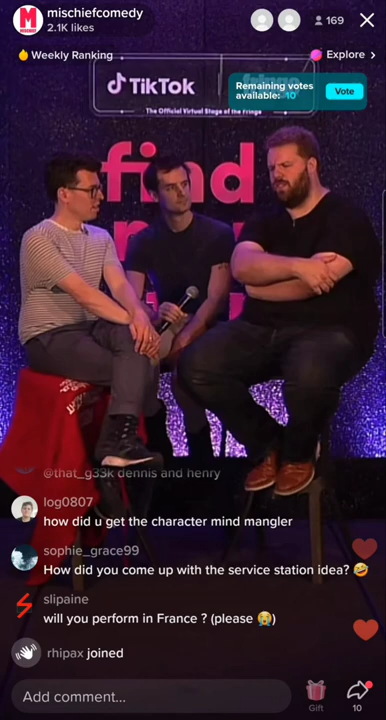 M
MISCHIEF
mischiefcomedy
2.1K likes
169
Weekly Ranking
Explore >
TikTok
fringe
Remaining votes
available: 10
Vote
The Official Virtual Stage of the Fringe
find
@that_g33k dennis and henry
log0807
how did u get the character mind mangler
sophie_grace99
How did you come up with the service station idea? 🤣
slipaine
will you perform in France ? (please 😭)
rhipax joined
Add comment...
Gift
10